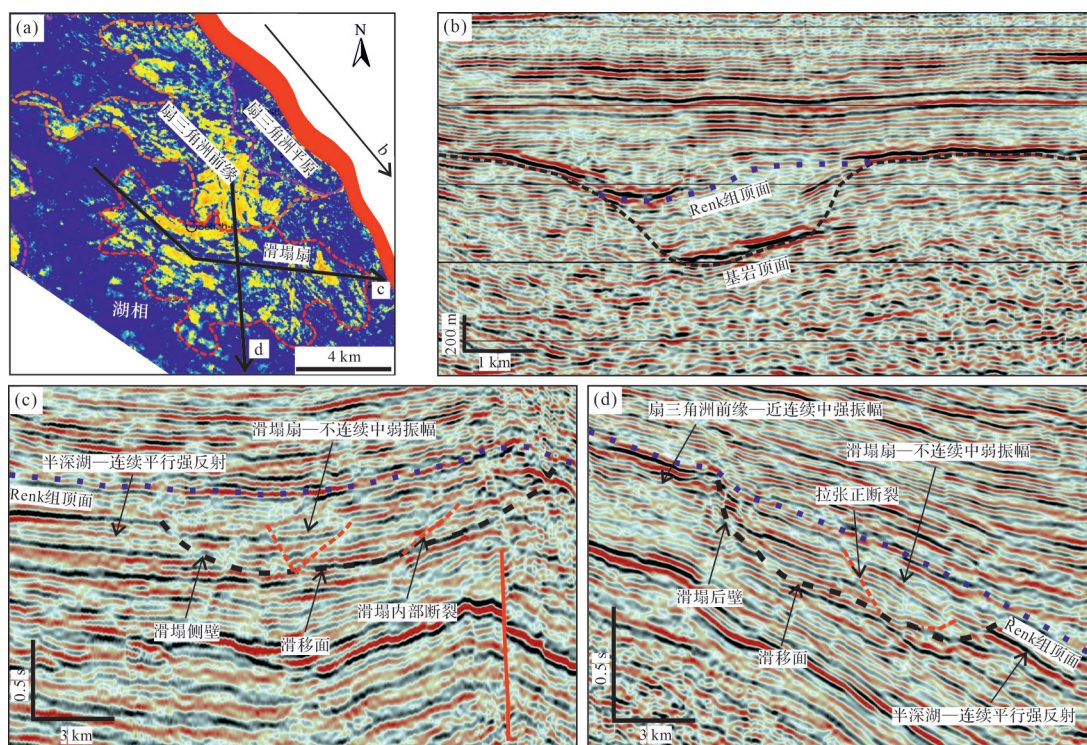 (a)
N
扇三角洲前缘
扇三角洲平原
b
滑塌扇
c
湖相
d
4 km
(b)
Renk组顶面
基岩顶面
200 m
1 km
(c)
滑塌扇—不连续中弱振幅
半深湖—连续平行强反射
Renk组顶面
滑塌侧壁
滑移面
滑塌内部断裂
0.5 s
3 km
(d)
扇三角洲前缘—近连续中强振幅
滑塌扇—不连续中弱振幅
拉张正断裂
滑塌后壁
滑移面
Renk组顶面
0.5 s
3 km
半深湖—连续平行强反射